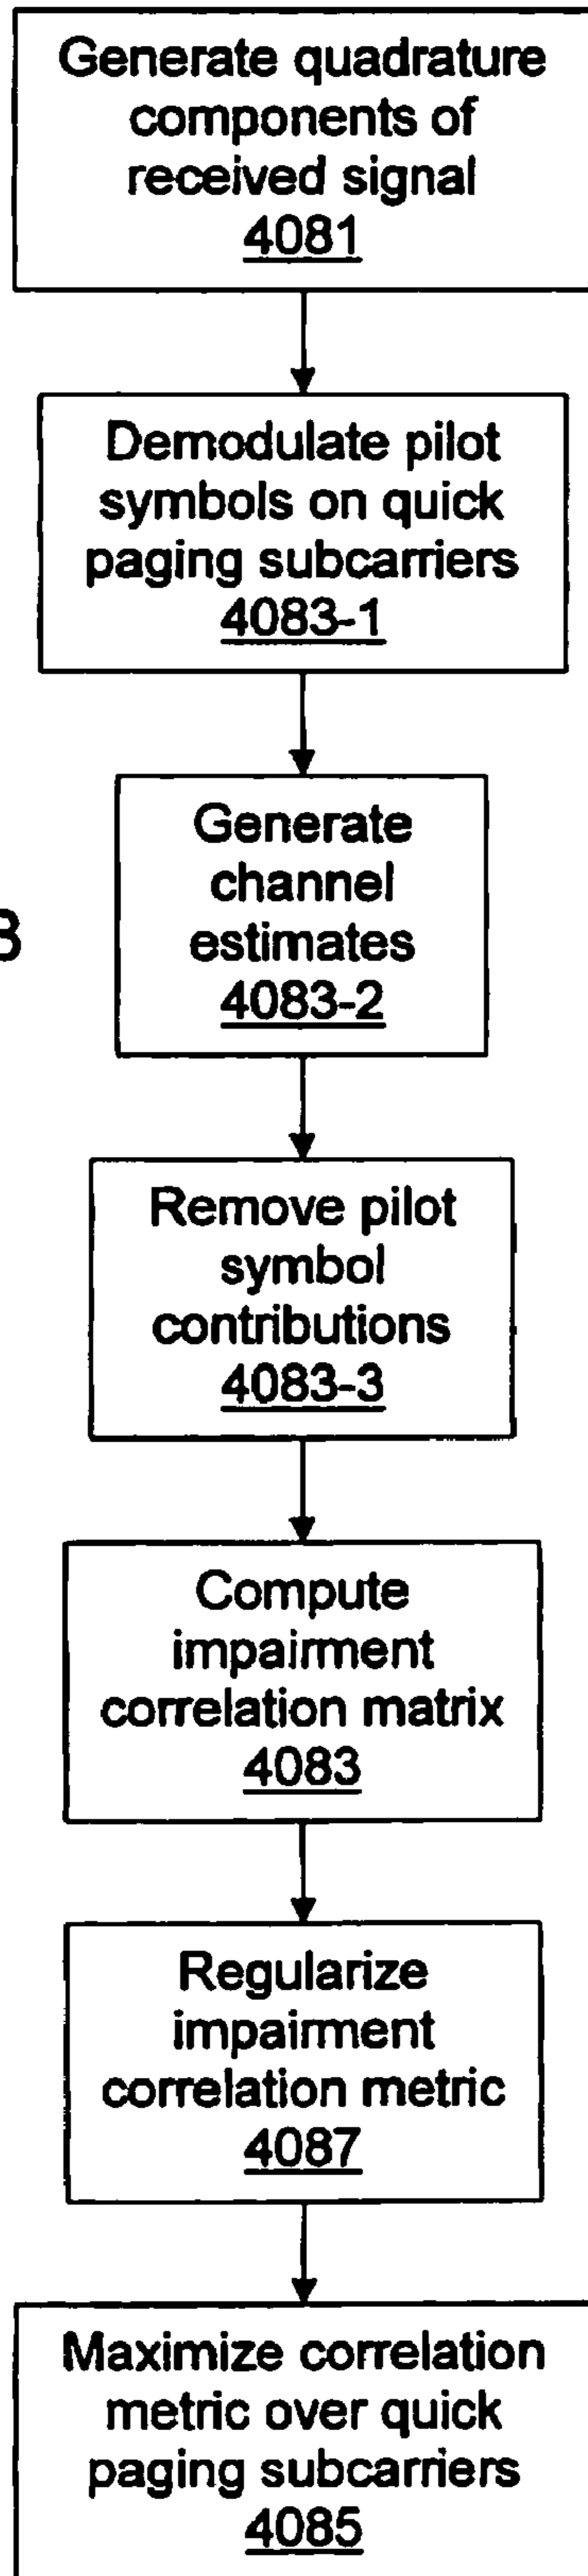 Generate quadrature
components of
received signal
4081
Demodulate pilot
symbols on quick
paging subcarriers
4083-1
Generate
channel
estimates
4083-2
B
Remove pilot
symbol
contributions
4083-3
Compute
impairment
correlation matrix
4083
Regularize
impairment
correlation metric
4087
Maximize correlation
metric over quick
paging subcarriers
4085